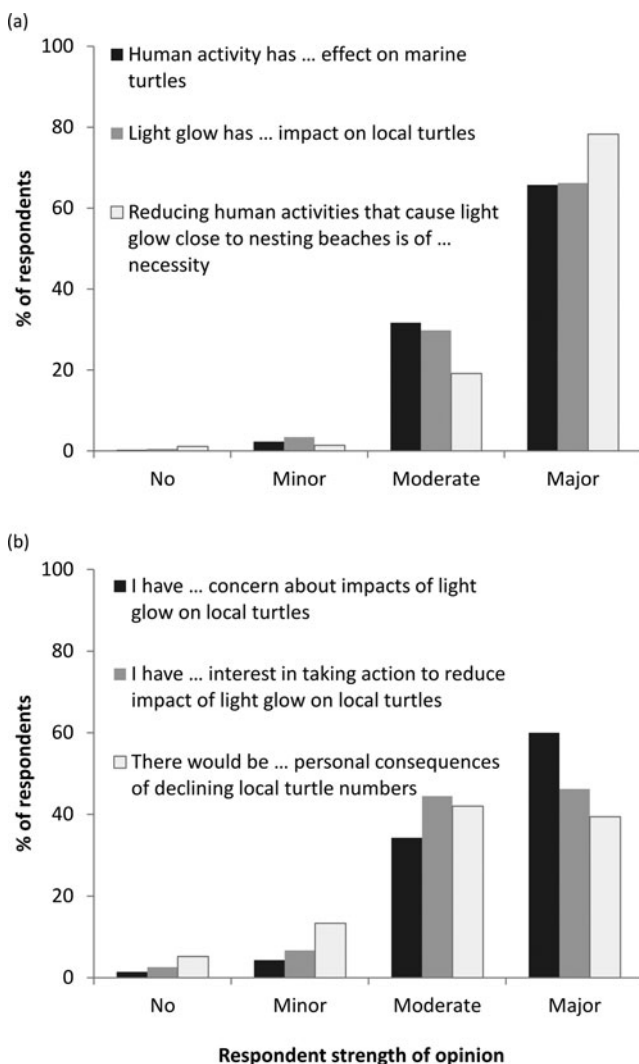 (a)
100
80
60
40
20
0
% of respondents
Human activity has ... effect on marine
turtles
Light glow has ... impact on local turtles
Reducing human activities that cause light
glow close to nesting beaches is of ...
necessity
No Minor Moderate Major
(b)
100
80
60
40
20
0
% of respondents
I have ... concern about impacts of light
glow on local turtles
I have ... interest in taking action to reduce
impact of light glow on local turtles
There would be ... personal consequences
of declining local turtle numbers
No Minor Moderate Major
Respondent strength of opinion